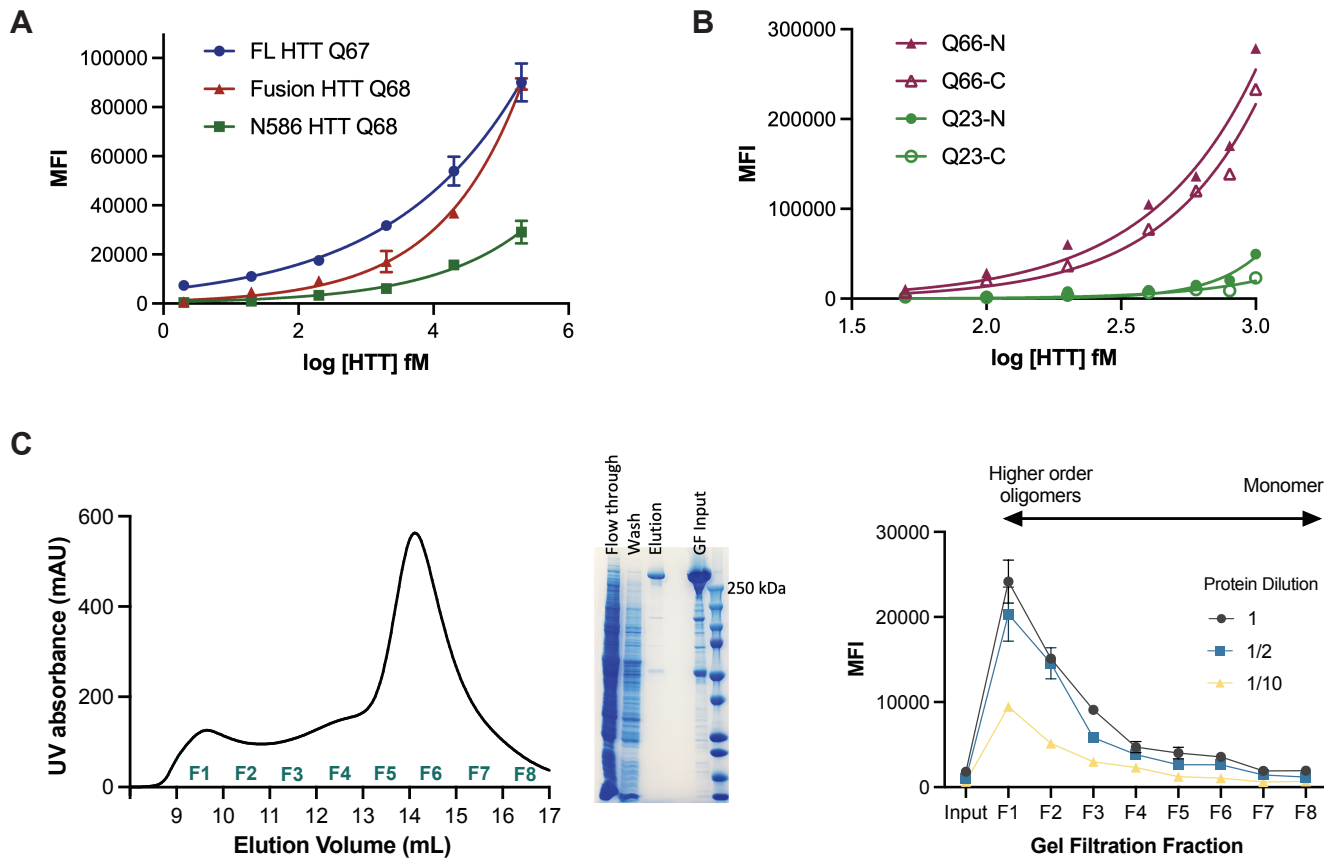 A
FL HTT Q67
Fusion HTT Q68
N586 HTT Q68
100000
80000
60000
40000
20000
0
MFI
0 2 4 6
log [HTT] fM
B
Q66-N
Q66-C
Q23-N
Q23-C
300000
200000
100000
0
MFI
1.5 2.0 2.5 3.0
log [HTT] fM
C
600
400
200
0
UV absorbance (mAU)
F1 F2 F3 F4 F5 F6 F7 F8
9 10 11 12 13 14 15 16 17
Elution Volume (mL)
Flow through
Wash
Elution
GF Input
250 kDa
Higher order
oligomers
Monomer
30000
20000
10000
0
MFI
Protein Dilution
1
1/2
1/10
Input F1 F2 F3 F4 F5 F6 F7 F8
Gel Filtration Fraction